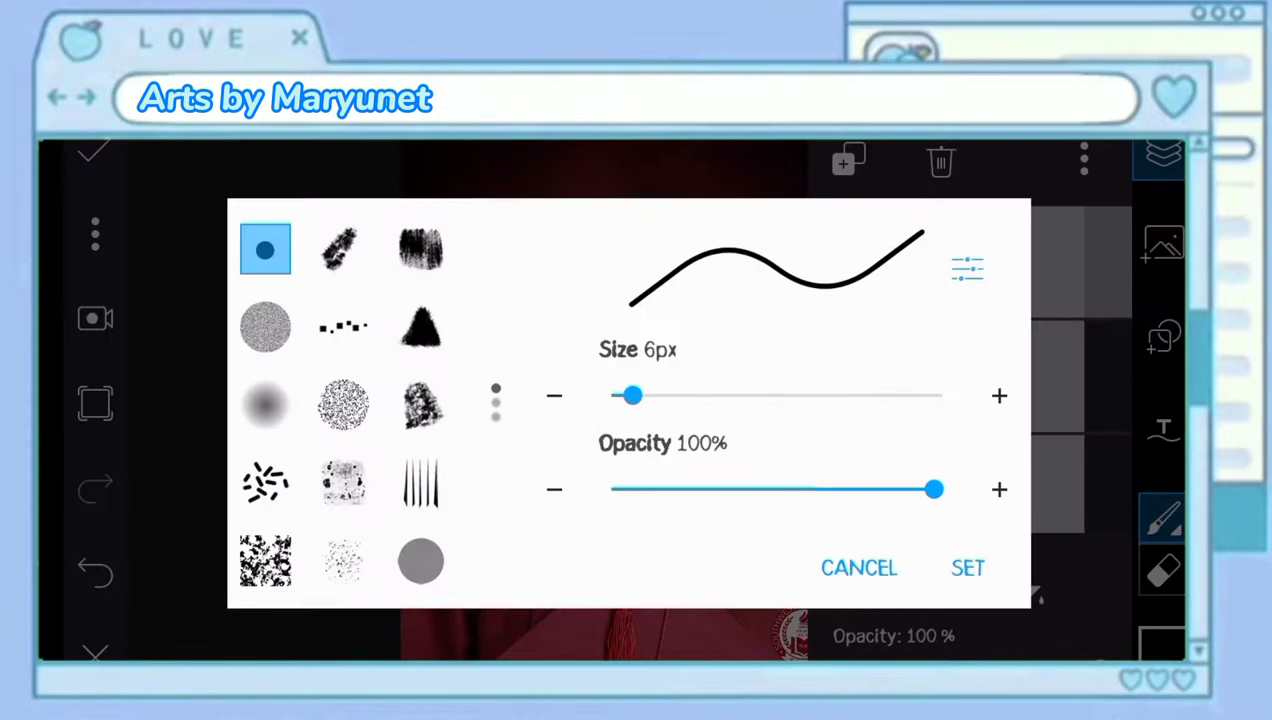 LOVE
Arts by Maryunet
Size 6px
Opacity 100%
CANCEL SET
Opacity: 100 %
T